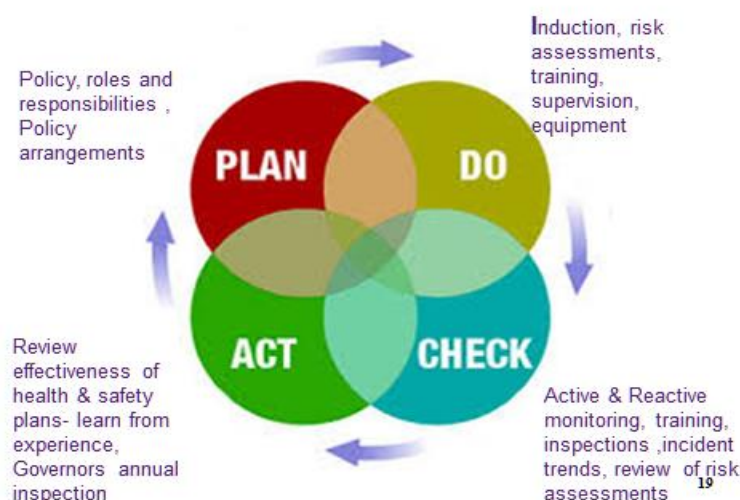 Policy, roles and
responsibilities ,
Policy
arrangements
Induction, risk
assessments,
training,
supervision,
equipment
PLAN
DO
ACT
CHECK
Review
effectiveness of
health & safety
plans- learn from
experience,
Governors annual
inspection
Active & Reactive
monitoring, training,
inspections ,incident
trends, review of risk
assessments
19